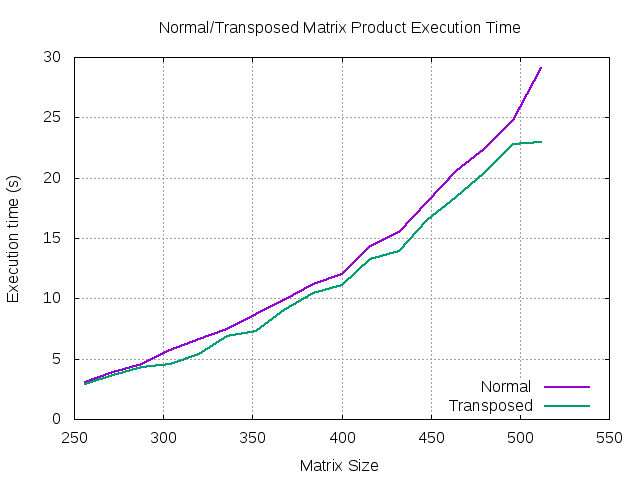 Normal/Transposed Matrix Product Execution Time
30
25
20
15
10
5
0
Execution time (s)
Normal
Transposed
250 300 350 400 450 500 550
Matrix Size